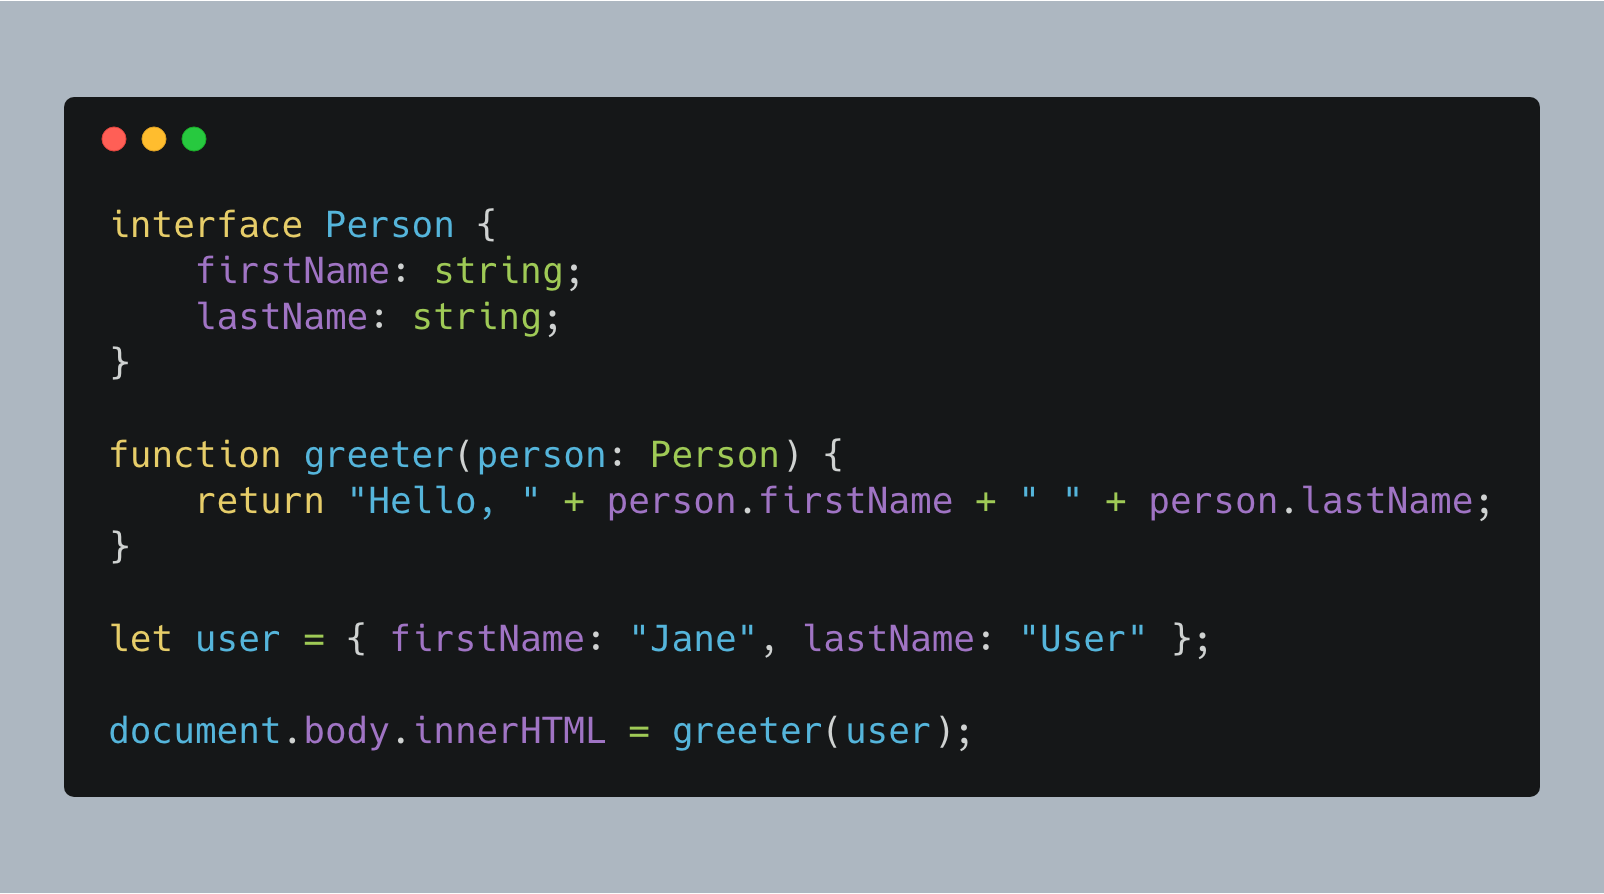 interface Person {
    firstName: string;
    lastName: string;
}

function greeter(person: Person) {
    return "Hello, " + person.firstName + " " + person.lastName;
}

let user = { firstName: "Jane", lastName: "User" };

document.body.innerHTML = greeter(user);